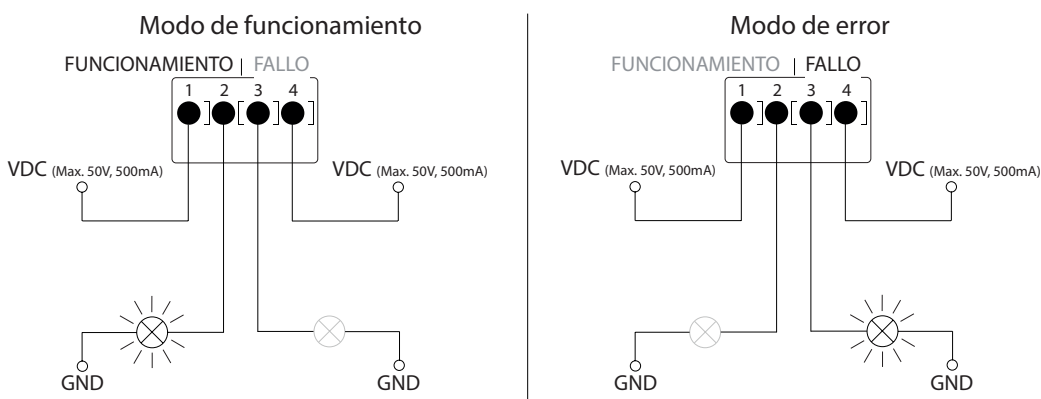 Modo de funcionamiento
FUNCIONAMIENTO | FALLO
1 2 3 4
VDC (Max. 50V, 500mA)
VDC (Max. 50V, 500mA)
GND
GND
Modo de error
FUNCIONAMIENTO | FALLO
1 2 3 4
VDC (Max. 50V, 500mA)
VDC (Max. 50V, 500mA)
GND
GND